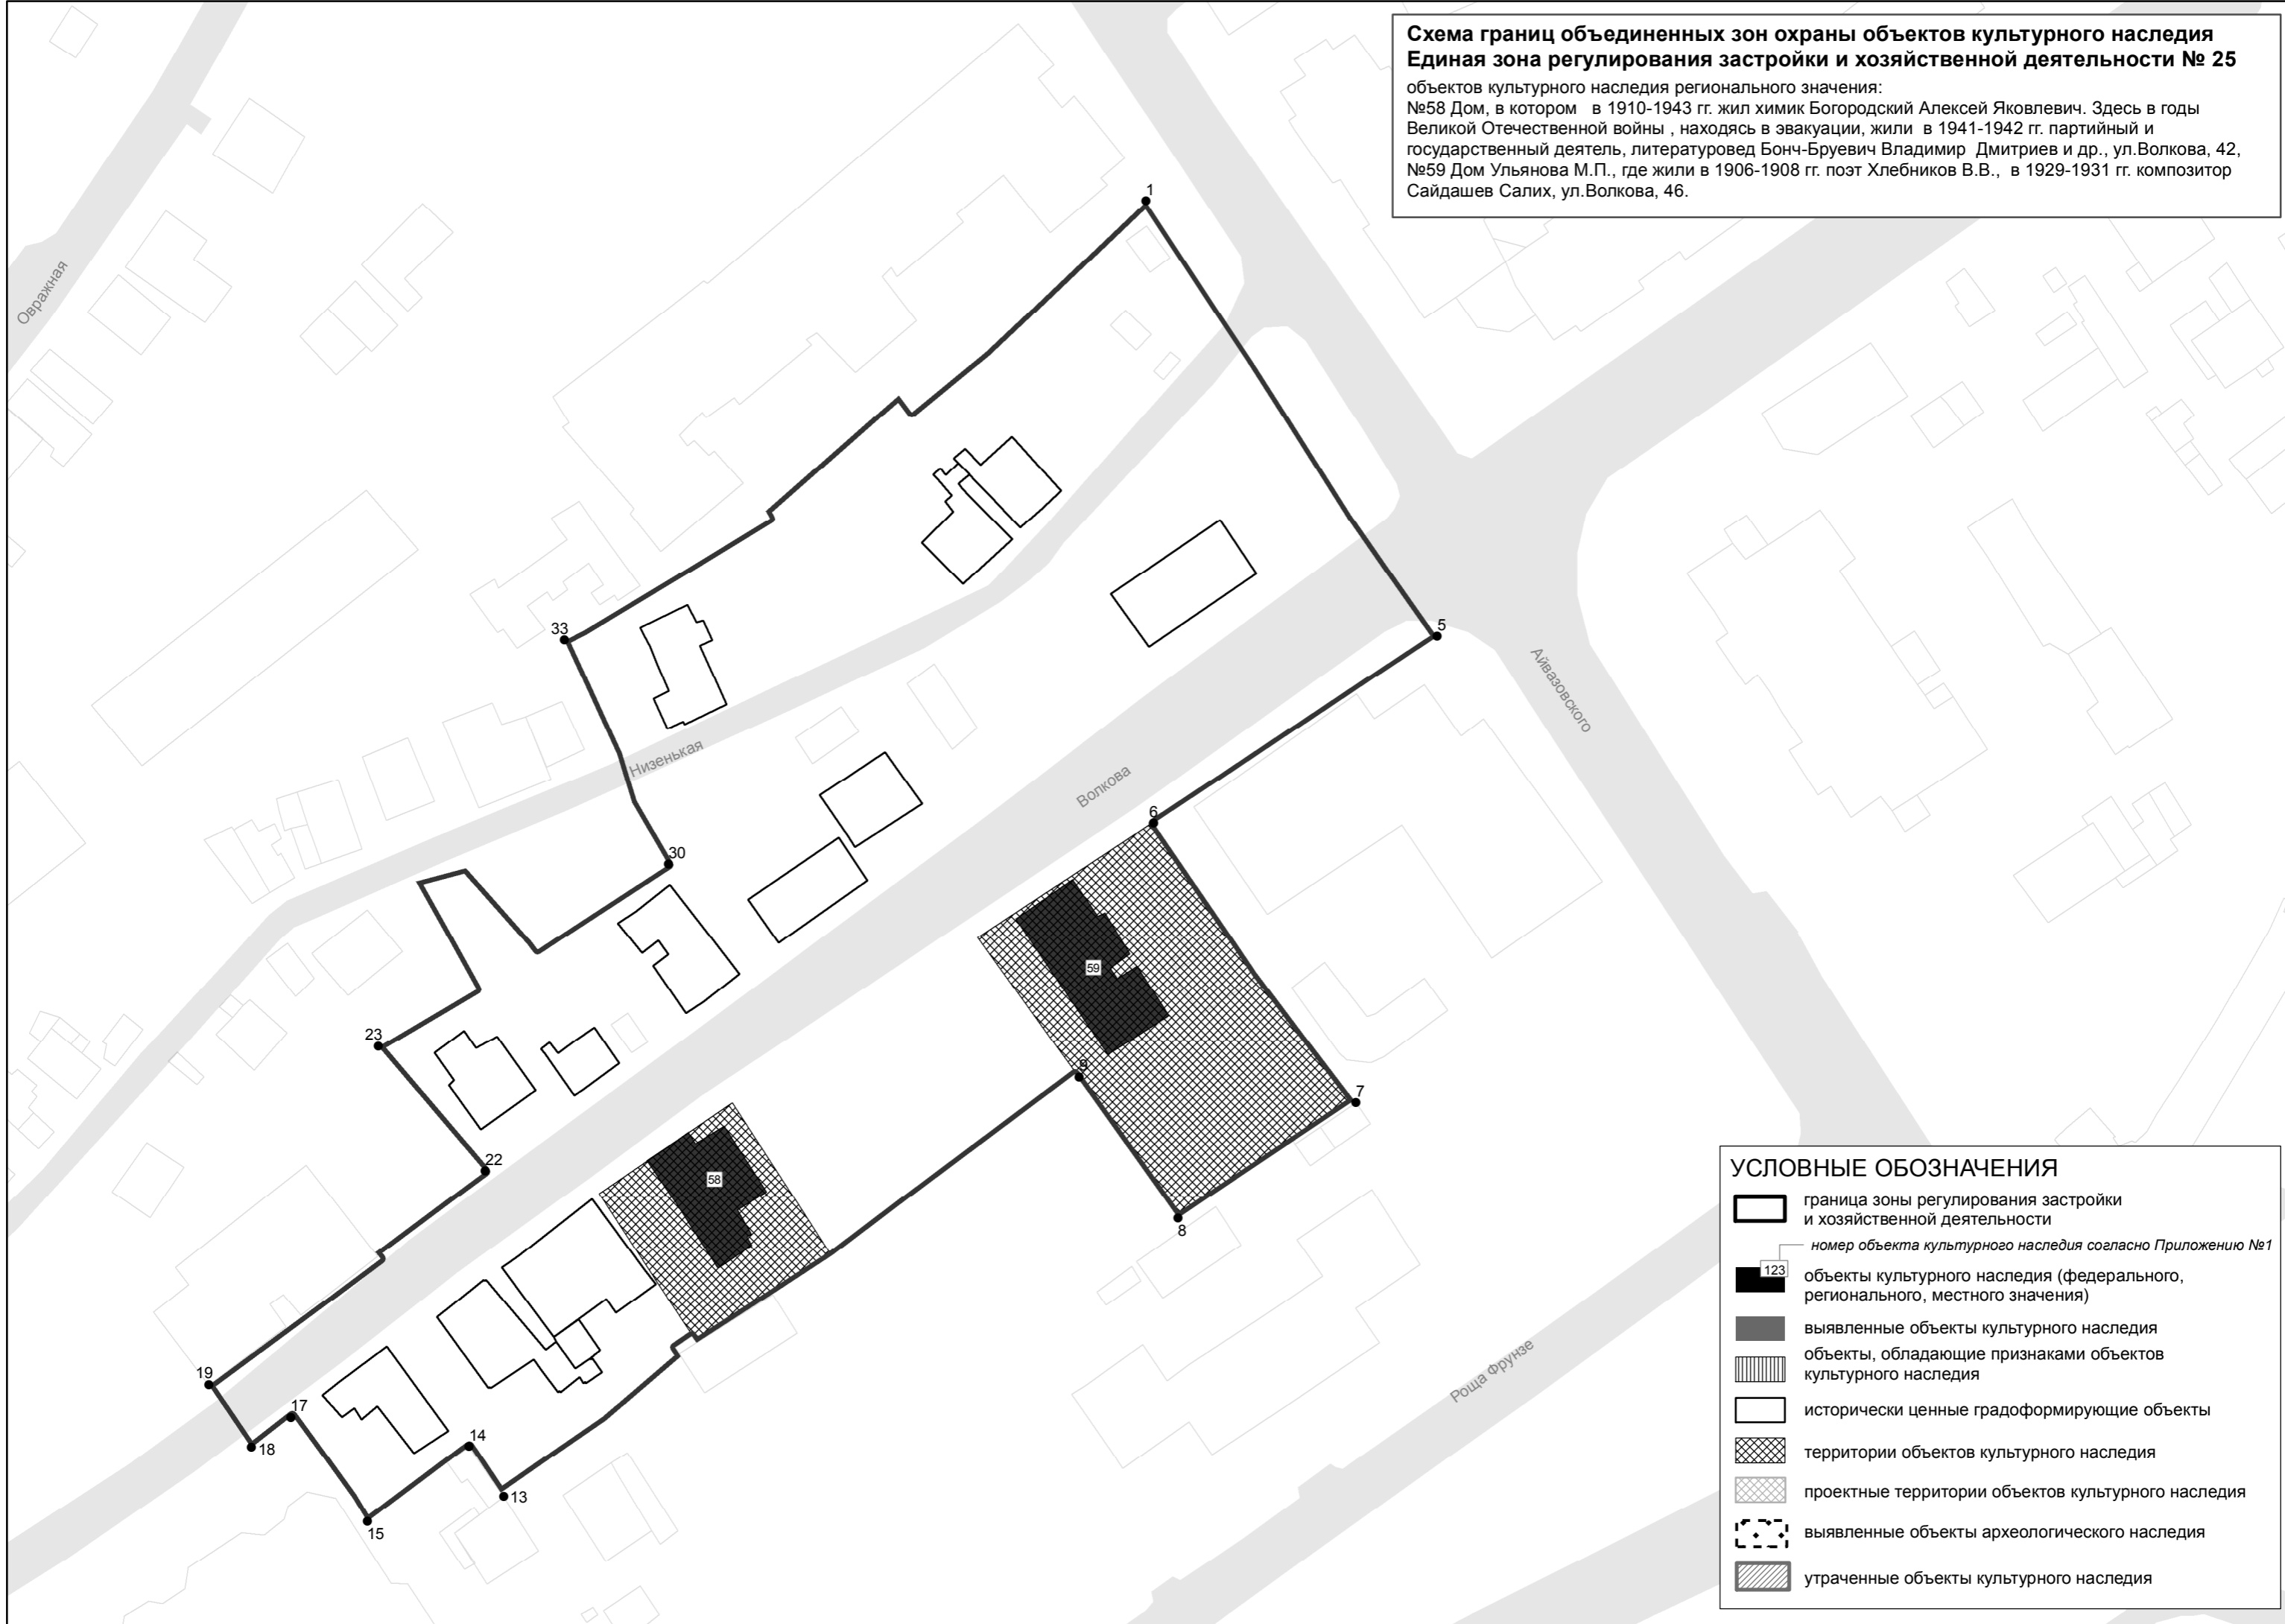 Схема границ объединенных зон охраны объектов культурного наследия
Единая зона регулирования застройки и хозяйственной деятельности № 25
объектов культурного наследия регионального значения:
№58 Дом, в котором в 1910-1943 гг. жил химик Богородский Алексей Яковлевич. Здесь в годы
Великой Отечественной войны , находясь в эвакуации, жили в 1941-1942 гг. партийный и
государственный деятель, литературовед Бонч-Бруевич Владимир Дмитриев и др., ул.Волкова, 42,
№59 Дом Ульянова М.П., где жили в 1906-1908 гг. поэт Хлебников В.В., в 1929-1931 гг. композитор
Сайдашев Салих, ул.Волкова, 46.
1
Овражная
33
5
Айвазовского
Низенькая
Волкова
6
30
59
23
9
7
22
58
8
19
17
18
14
13
15
Роща Фрунзе
УСЛОВНЫЕ ОБОЗНАЧЕНИЯ
граница зоны регулирования застройки
и хозяйственной деятельности
номер объекта культурного наследия согласно Приложению №1
123
объекты культурного наследия (федерального,
регионального, местного значения)
выявленные объекты культурного наследия
объекты, обладающие признаками объектов
культурного наследия
исторически ценные градоформирующие объекты
территории объектов культурного наследия
проектные территории объектов культурного наследия
выявленные объекты археологического наследия
утраченные объекты культурного наследия